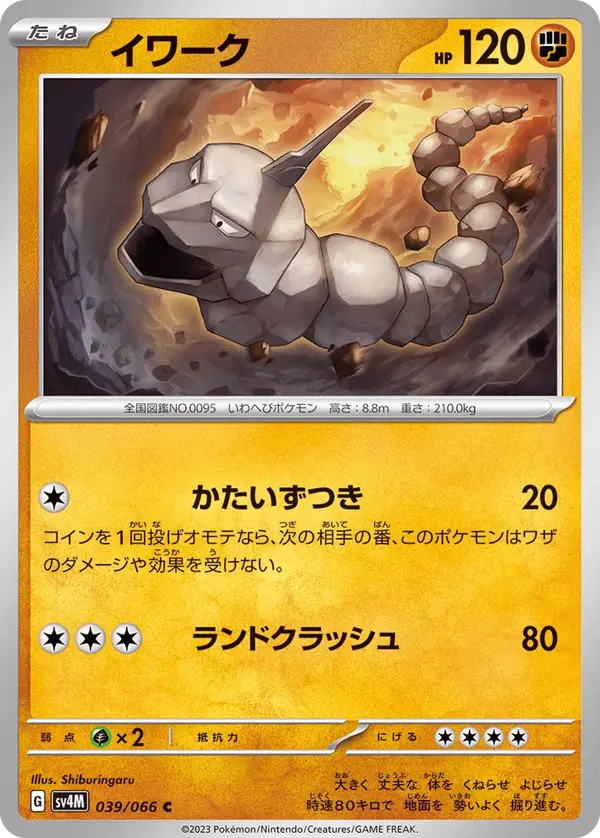 たね イワーク HP 120
全国図鑑NO.0095 いわへびポケモン 高さ:8.8m 重さ:210.0kg
かたいずつき 20
コインを1回投げオモテなら、次の相手の番、このポケモンはワザ
のダメージや効果を受けない。
ランドクラッシュ 80
弱点 ×2 抵抗力 にげる
Illus. Shiburingaru
G sv4M 039/066 C
大きく 丈夫な 体を くねらせ よじらせ
時速80キロで 地面を 勢いよく 掘り進む。
©2023 Pokémon/Nintendo/Creatures/GAME FREAK.